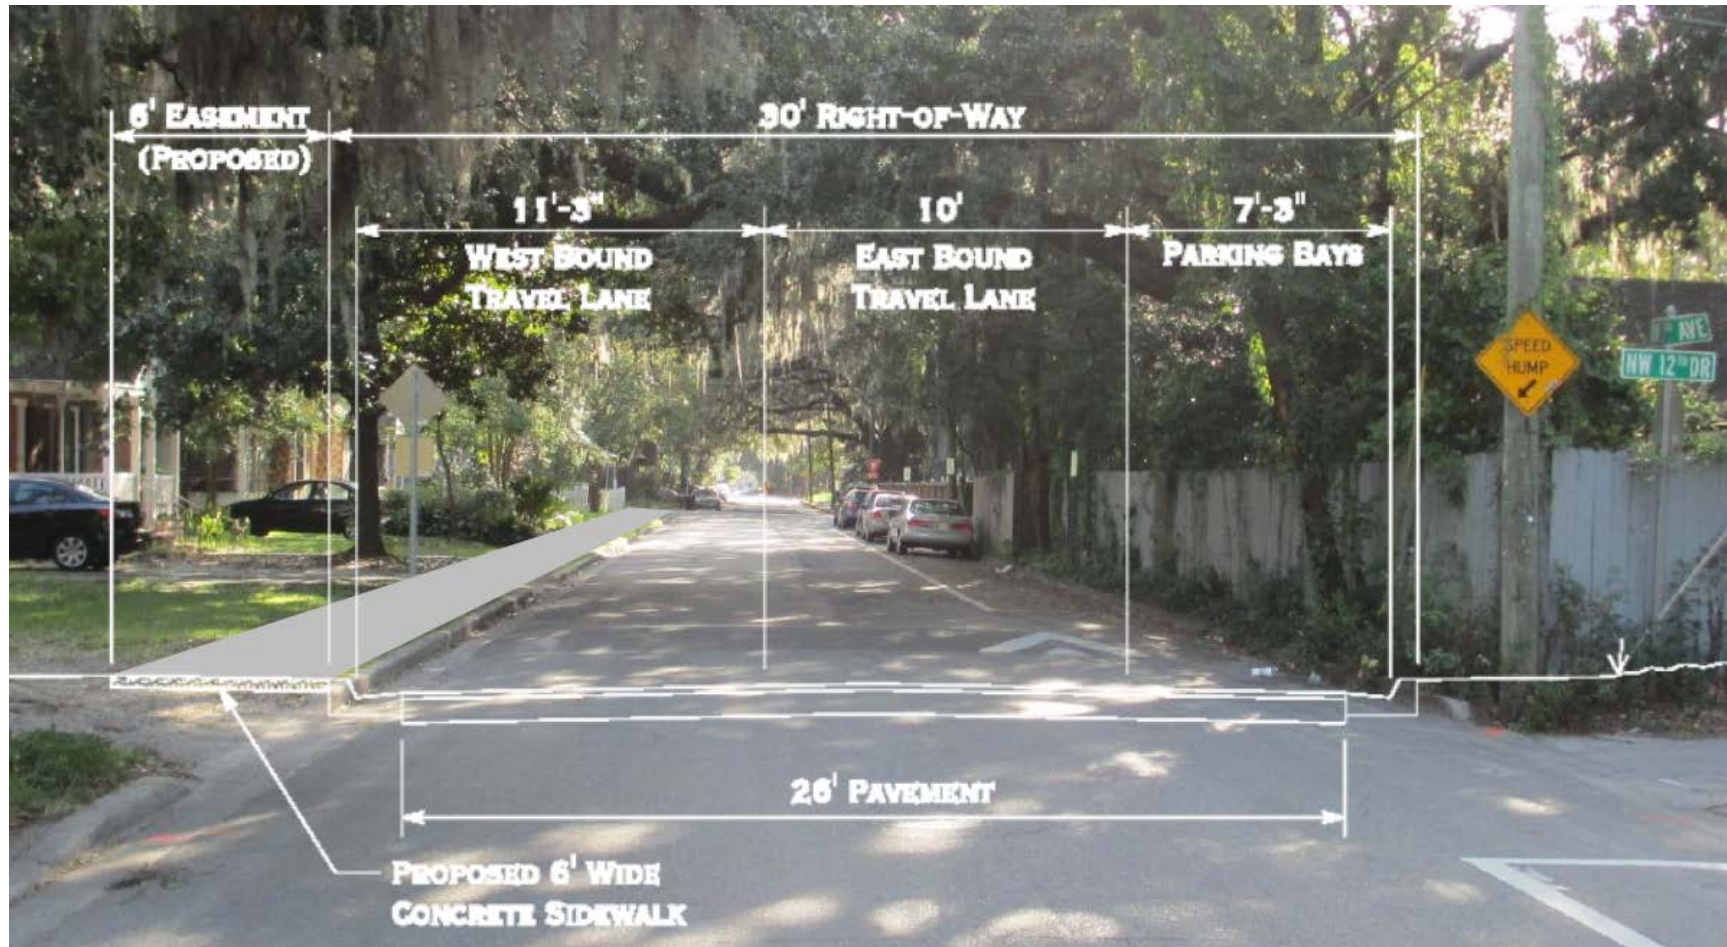 6' EASEMENT
(PROPOSED)
30' RIGHT-OF-WAY
11'-3"
WEST BOUND
TRAVEL LANE
10'
EAST BOUND
TRAVEL LANE
7'-3"
PARKING BAYS
SPEED
HUMP
AVE
NW 12TH DR
26' PAVEMENT
PROPOSED 6' WIDE
CONCRETE SIDEWALK